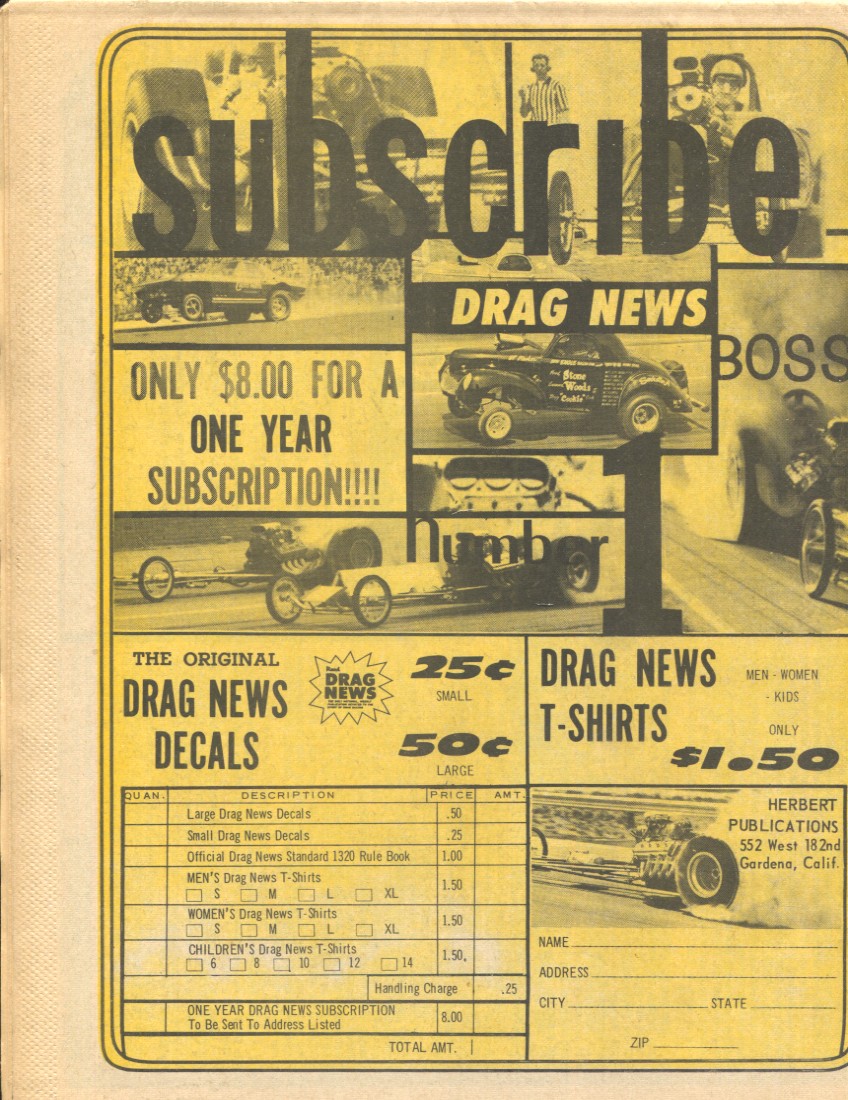 subscribe
DRAG NEWS
BOSS
Stone
Woods
"Cookie"
ONLY $8.00 FOR A
ONE YEAR
SUBSCRIPTION!!!!
number
1
THE ORIGINAL
DRAG NEWS
DECALS
Read
DRAG
NEWS
25¢
SMALL
50¢
LARGE
DRAG NEWS
T-SHIRTS
MEN - WOMEN
- KIDS
ONLY
$1.50
QUAN. DESCRIPTION PRICE AMT.
Large Drag News Decals .50
Small Drag News Decals .25
Official Drag News Standard 1320 Rule Book 1.00
MEN'S Drag News T-Shirts 1.50
S M L XL
WOMEN'S Drag News T-Shirts 1.50
S M L XL
CHILDREN'S Drag News T-Shirts 1.50.
6 8 10 12 14
Handling Charge .25
ONE YEAR DRAG NEWS SUBSCRIPTION
To Be Sent To Address Listed 8.00
TOTAL AMT.
HERBERT
PUBLICATIONS
552 West 182nd
Gardena, Calif.
NAME
ADDRESS
CITY STATE
ZIP